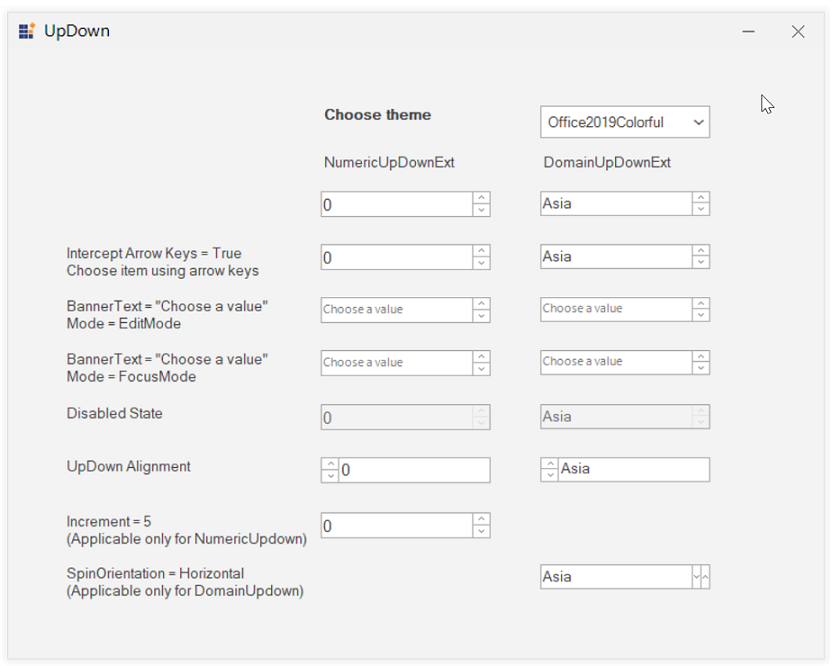 UpDown
Choose theme
Office2019Colorful
NumericUpDownExt
DomainUpDownExt
0
Asia
Intercept Arrow Keys = True
Choose item using arrow keys
0
Asia
BannerText = "Choose a value"
Mode = EditMode
Choose a value
Choose a value
BannerText = "Choose a value"
Mode = FocusMode
Choose a value
Choose a value
Disabled State
0
Asia
UpDown Alignment
0
Asia
Increment = 5
(Applicable only for NumericUpdown)
0
SpinOrientation = Horizontal
(Applicable only for DomainUpdown)
Asia